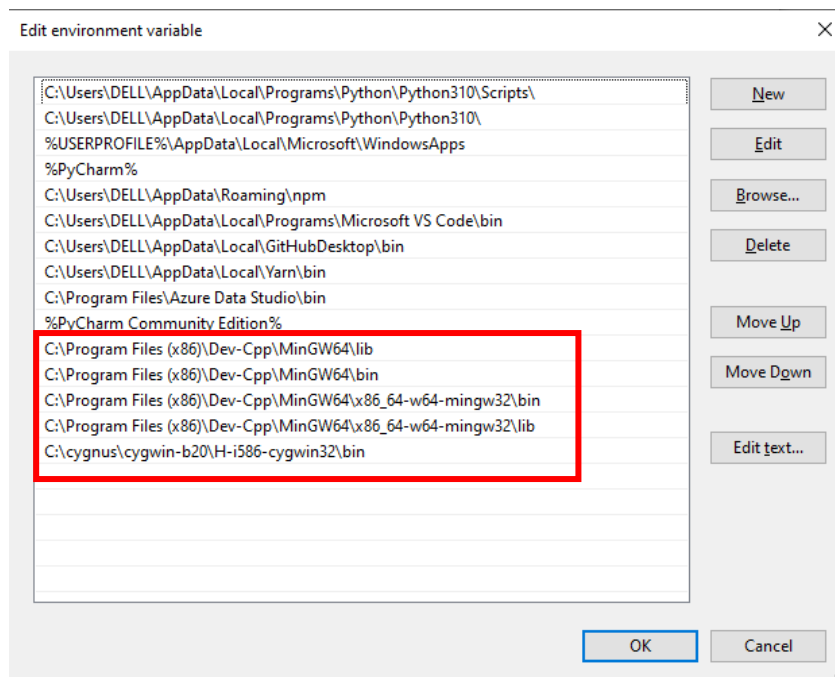 Edit environment variable
C:\Users\DELL\AppData\Local\Programs\Python\Python310\Scripts\
New
C:\Users\DELL\AppData\Local\Programs\Python\Python310\
%USERPROFILE%\AppData\Local\Microsoft\WindowsApps
Edit
%PyCharm%
C:\Users\DELL\AppData\Roaming\npm
Browse...
C:\Users\DELL\AppData\Local\Programs\Microsoft VS Code\bin
C:\Users\DELL\AppData\Local\GitHubDesktop\bin
Delete
C:\Users\DELL\AppData\Local\Yarn\bin
C:\Program Files\Azure Data Studio\bin
%PyCharm Community Edition%
Move Up
C:\Program Files (x86)\Dev-Cpp\MinGW64\lib
C:\Program Files (x86)\Dev-Cpp\MinGW64\bin
Move Down
C:\Program Files (x86)\Dev-Cpp\MinGW64\x86_64-w64-mingw32\bin
C:\Program Files (x86)\Dev-Cpp\MinGW64\x86_64-w64-mingw32\lib
C:\cygnus\cygwin-b20\H-i586-cygwin32\bin
Edit text...
OK
Cancel